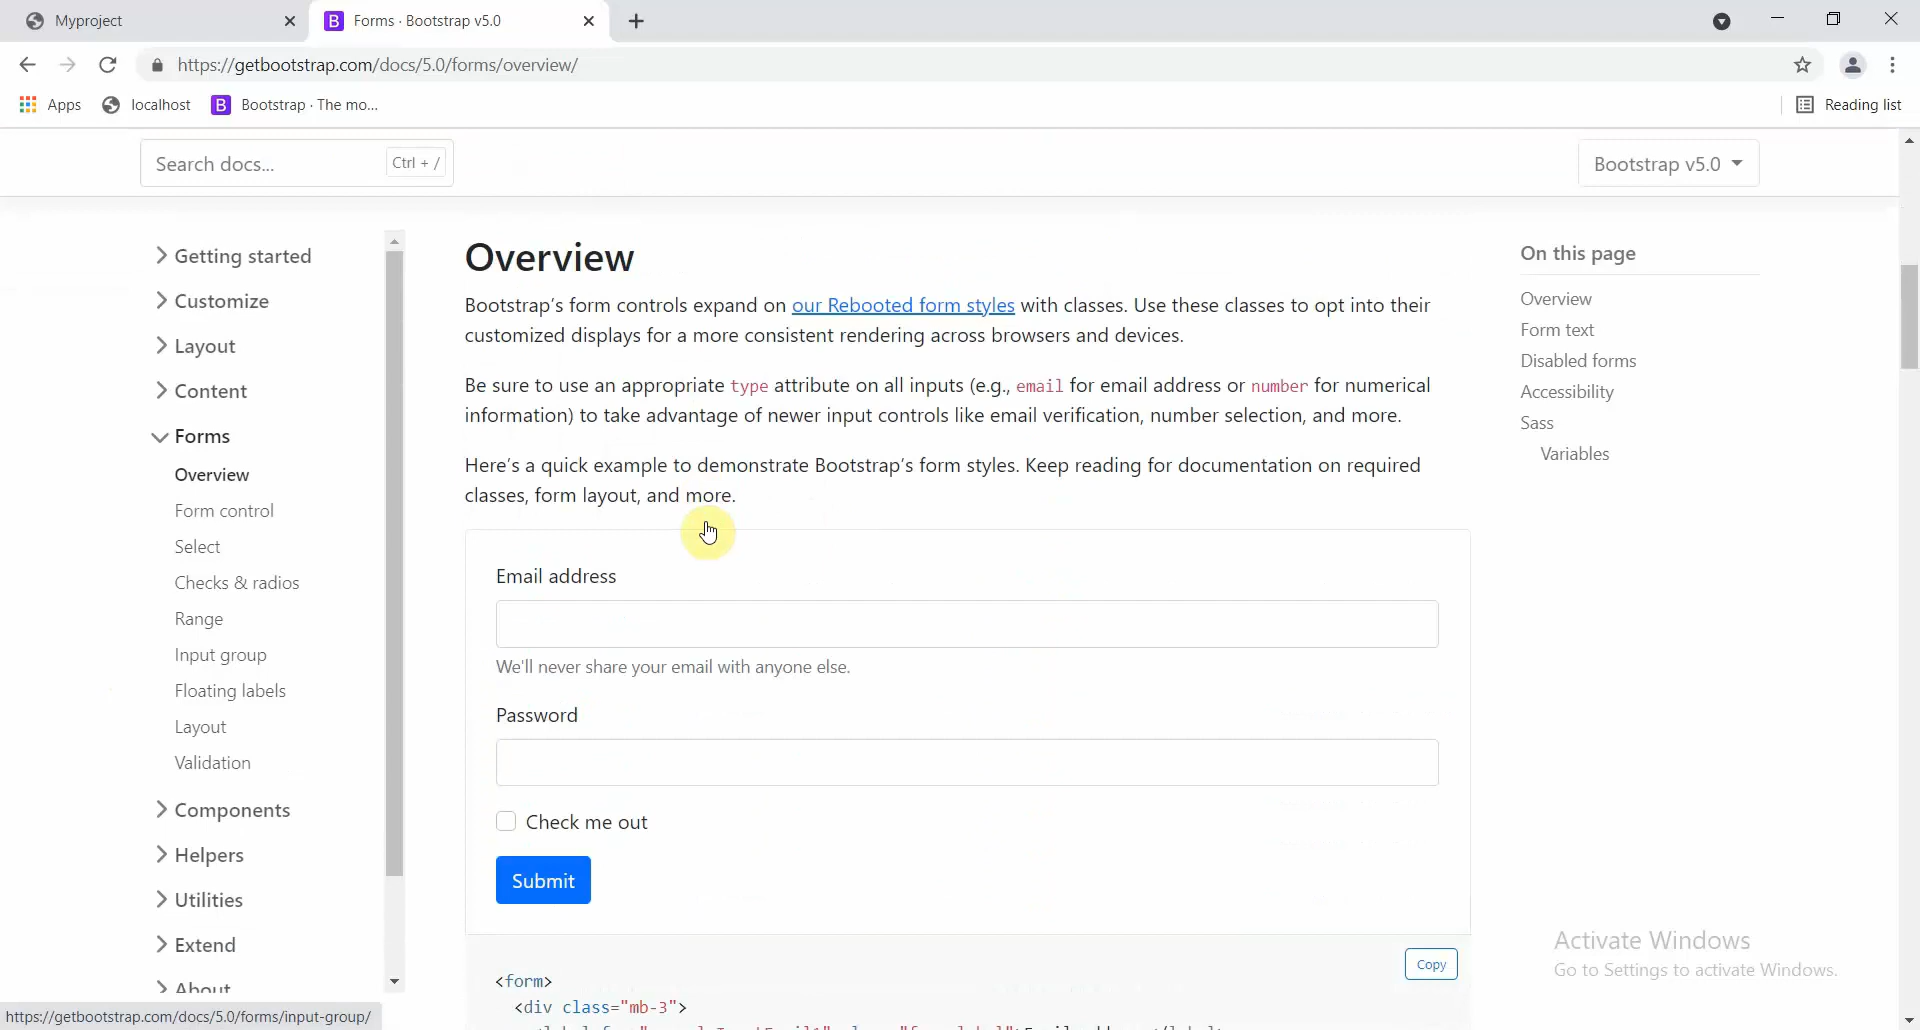 Myproject
B Forms · Bootstrap v5.0
https://getbootstrap.com/docs/5.0/forms/overview/
Apps localhost B Bootstrap · The mo... Reading list
Search docs... Ctrl + / Bootstrap v5.0
Getting started
Customize
Layout
Content
Forms
Overview
Form control
Select
Checks & radios
Range
Input group
Floating labels
Layout
Validation
Components
Helpers
Utilities
Extend
About
Overview
Bootstrap's form controls expand on our Rebooted form styles with classes. Use these classes to opt into their
customized displays for a more consistent rendering across browsers and devices.
Be sure to use an appropriate type attribute on all inputs (e.g., email for email address or number for numerical
information) to take advantage of newer input controls like email verification, number selection, and more.
Here's a quick example to demonstrate Bootstrap's form styles. Keep reading for documentation on required
classes, form layout, and more.
Email address
We'll never share your email with anyone else.
Password
Check me out
Submit
Copy
<form>
<div class="mb-3">
On this page
Overview
Form text
Disabled forms
Accessibility
Sass
Variables
Activate Windows
Go to Settings to activate Windows.
https://getbootstrap.com/docs/5.0/forms/input-group/